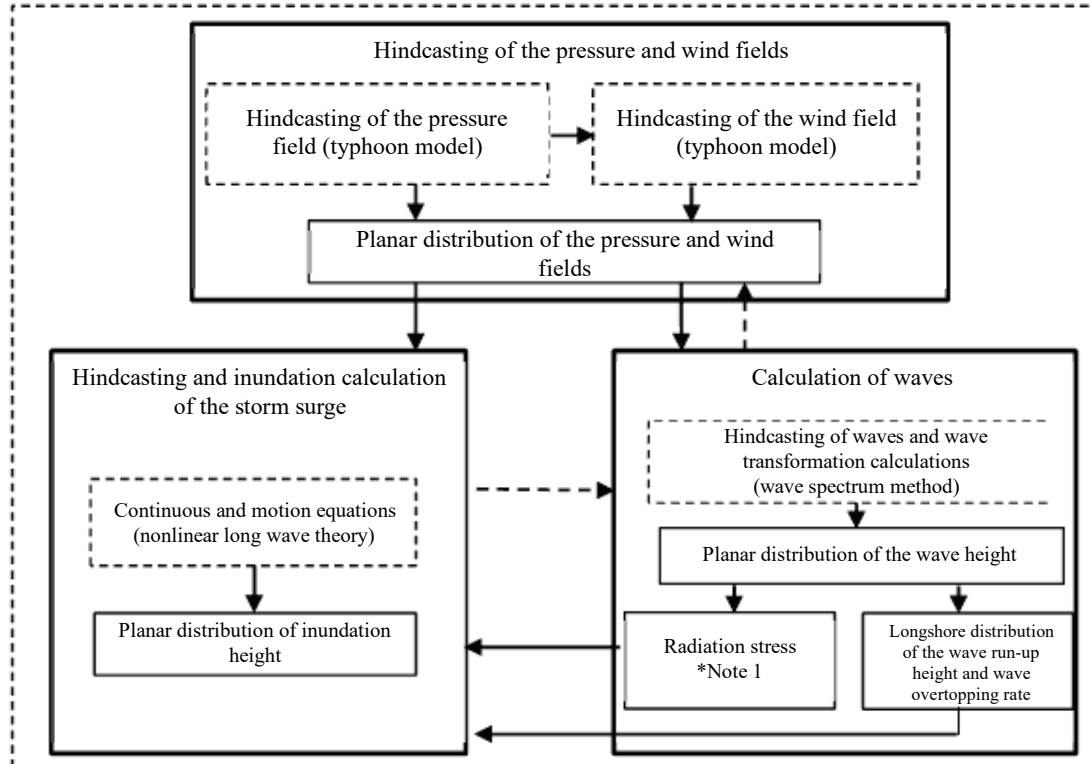 Hindcasting of the pressure and wind fields
Hindcasting of the pressure
field (typhoon model)
Hindcasting of the wind field
(typhoon model)
Planar distribution of the pressure and wind
fields
Hindcasting and inundation calculation
of the storm surge
Continuous and motion equations
(nonlinear long wave theory)
Planar distribution of inundation
height
Calculation of waves
Hindcasting of waves and wave
transformation calculations
(wave spectrum method)
Planar distribution of the wave height
Radiation stress
*Note 1
Longshore distribution
of the wave run-up
height and wave
overtopping rate